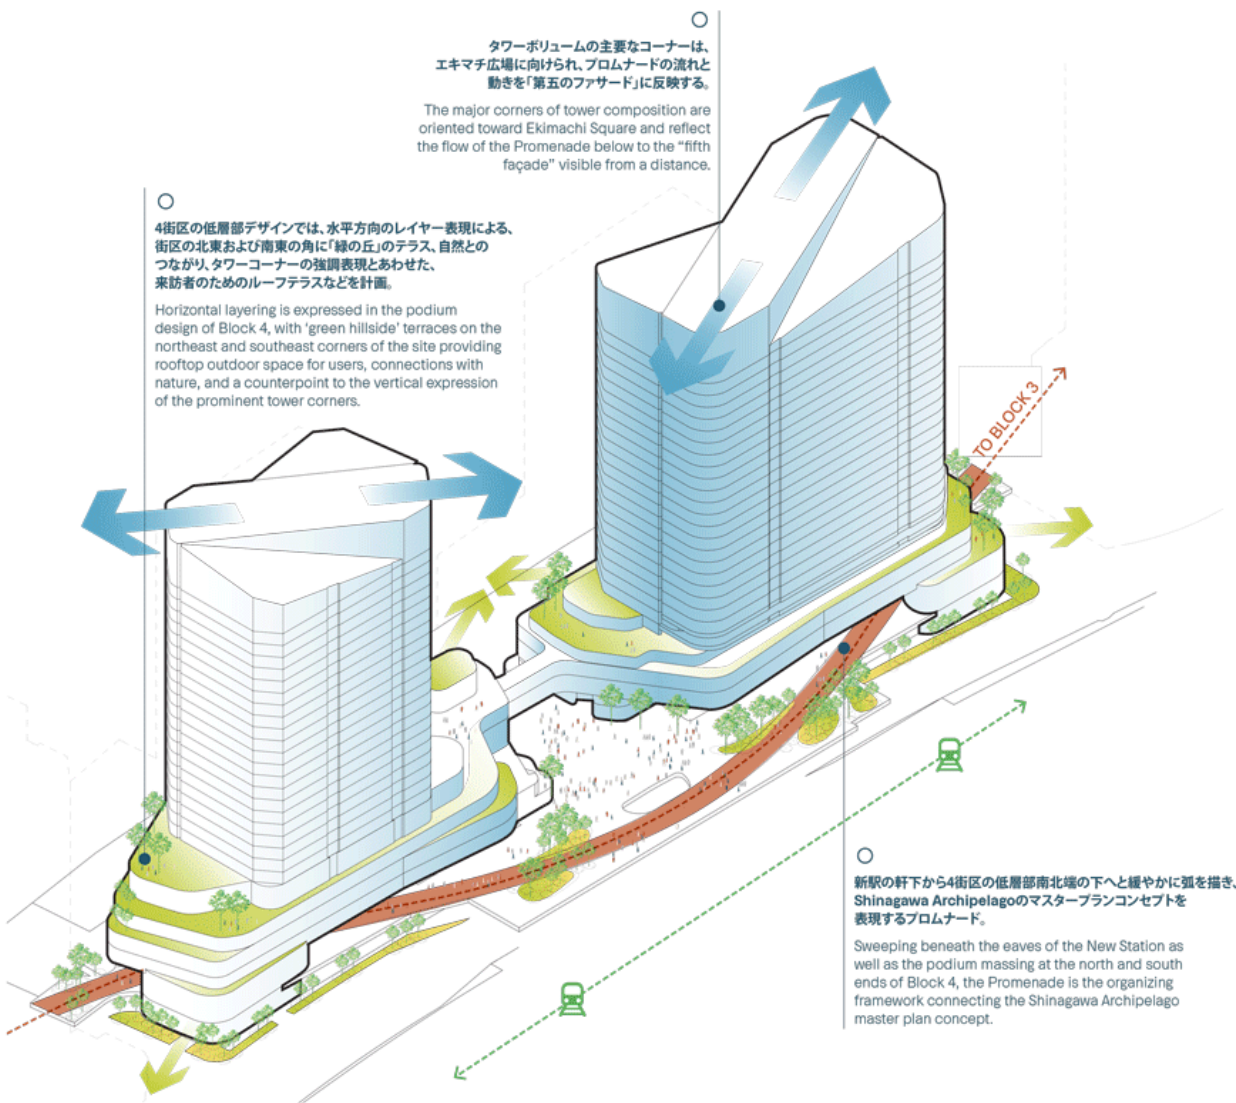 タワーボリュームの主要なコーナーは、
エキマチ広場に向けられ、プロムナードの流れと
動きを「第五のファサード」に反映する。
The major corners of tower composition are
oriented toward Ekimachi Square and reflect
the flow of the Promenade below to the “fifth
façade” visible from a distance.
4街区の低層部デザインでは、水平方向のレイヤー表現による、
街区の北東および南東の角に「緑の丘」のテラス、自然との
つながり、タワーコーナーの強調表現とあわせた、
来訪者のためのルーフテラスなどを計画。
Horizontal layering is expressed in the podium
design of Block 4, with ‘green hillside’ terraces on the
northeast and southeast corners of the site providing
rooftop outdoor space for users, connections with
nature, and a counterpoint to the vertical expression
of the prominent tower corners.
TO BLOCK 3
新駅の軒下から4街区の低層部南北端の下へと緩やかに弧を描き、
Shinagawa Archipelagoのマスタープランコンセプトを
表現するプロムナード。
Sweeping beneath the eaves of the New Station as
well as the podium massing at the north and south
ends of Block 4, the Promenade is the organizing
framework connecting the Shinagawa Archipelago
master plan concept.